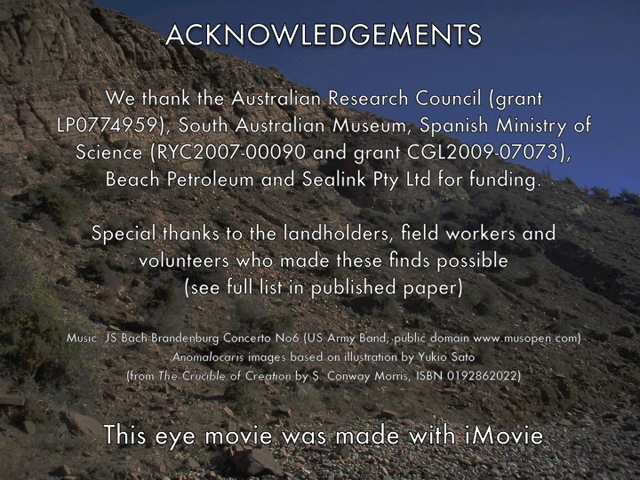 ACKNOWLEDGEMENTS
We thank the Australian Research Council (grant
LP0774959), South Australian Museum, Spanish Ministry of
Science (RYC2007-00090 and grant CGL2009-07073),
Beach Petroleum and Sealink Pty Ltd for funding.
Special thanks to the landholders, field workers and
volunteers who made these finds possible
(see full list in published paper)
Music JS Bach Brandenburg Concerto No6 (US Army Band, public domain www.musopen.com)
Anomalocaris images based on illustration by Yukio Sato
(from The Crucible of Creation by S. Conway Morris, ISBN 0192862022)
This eye movie was made with iMovie